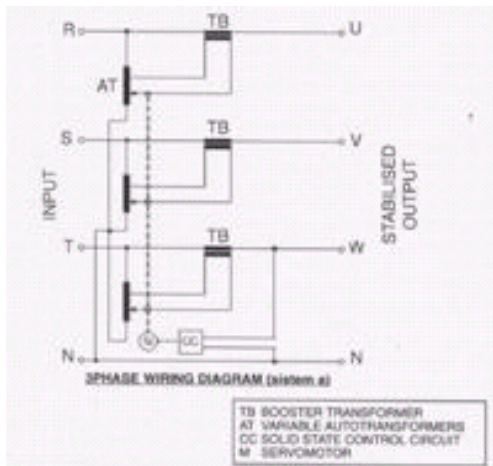 TB
R U
AT
TB
S V
INPUT
STABILISED
OUTPUT
TB
T W
M CC
N N
3PHASE WIRING DIAGRAM (sistem a)
TB BOOSTER TRANSFORMER
AT VARIABLE AUTOTRANSFORMERS
CC SOLID STATE CONTROL CIRCUIT
M SERVOMOTOR